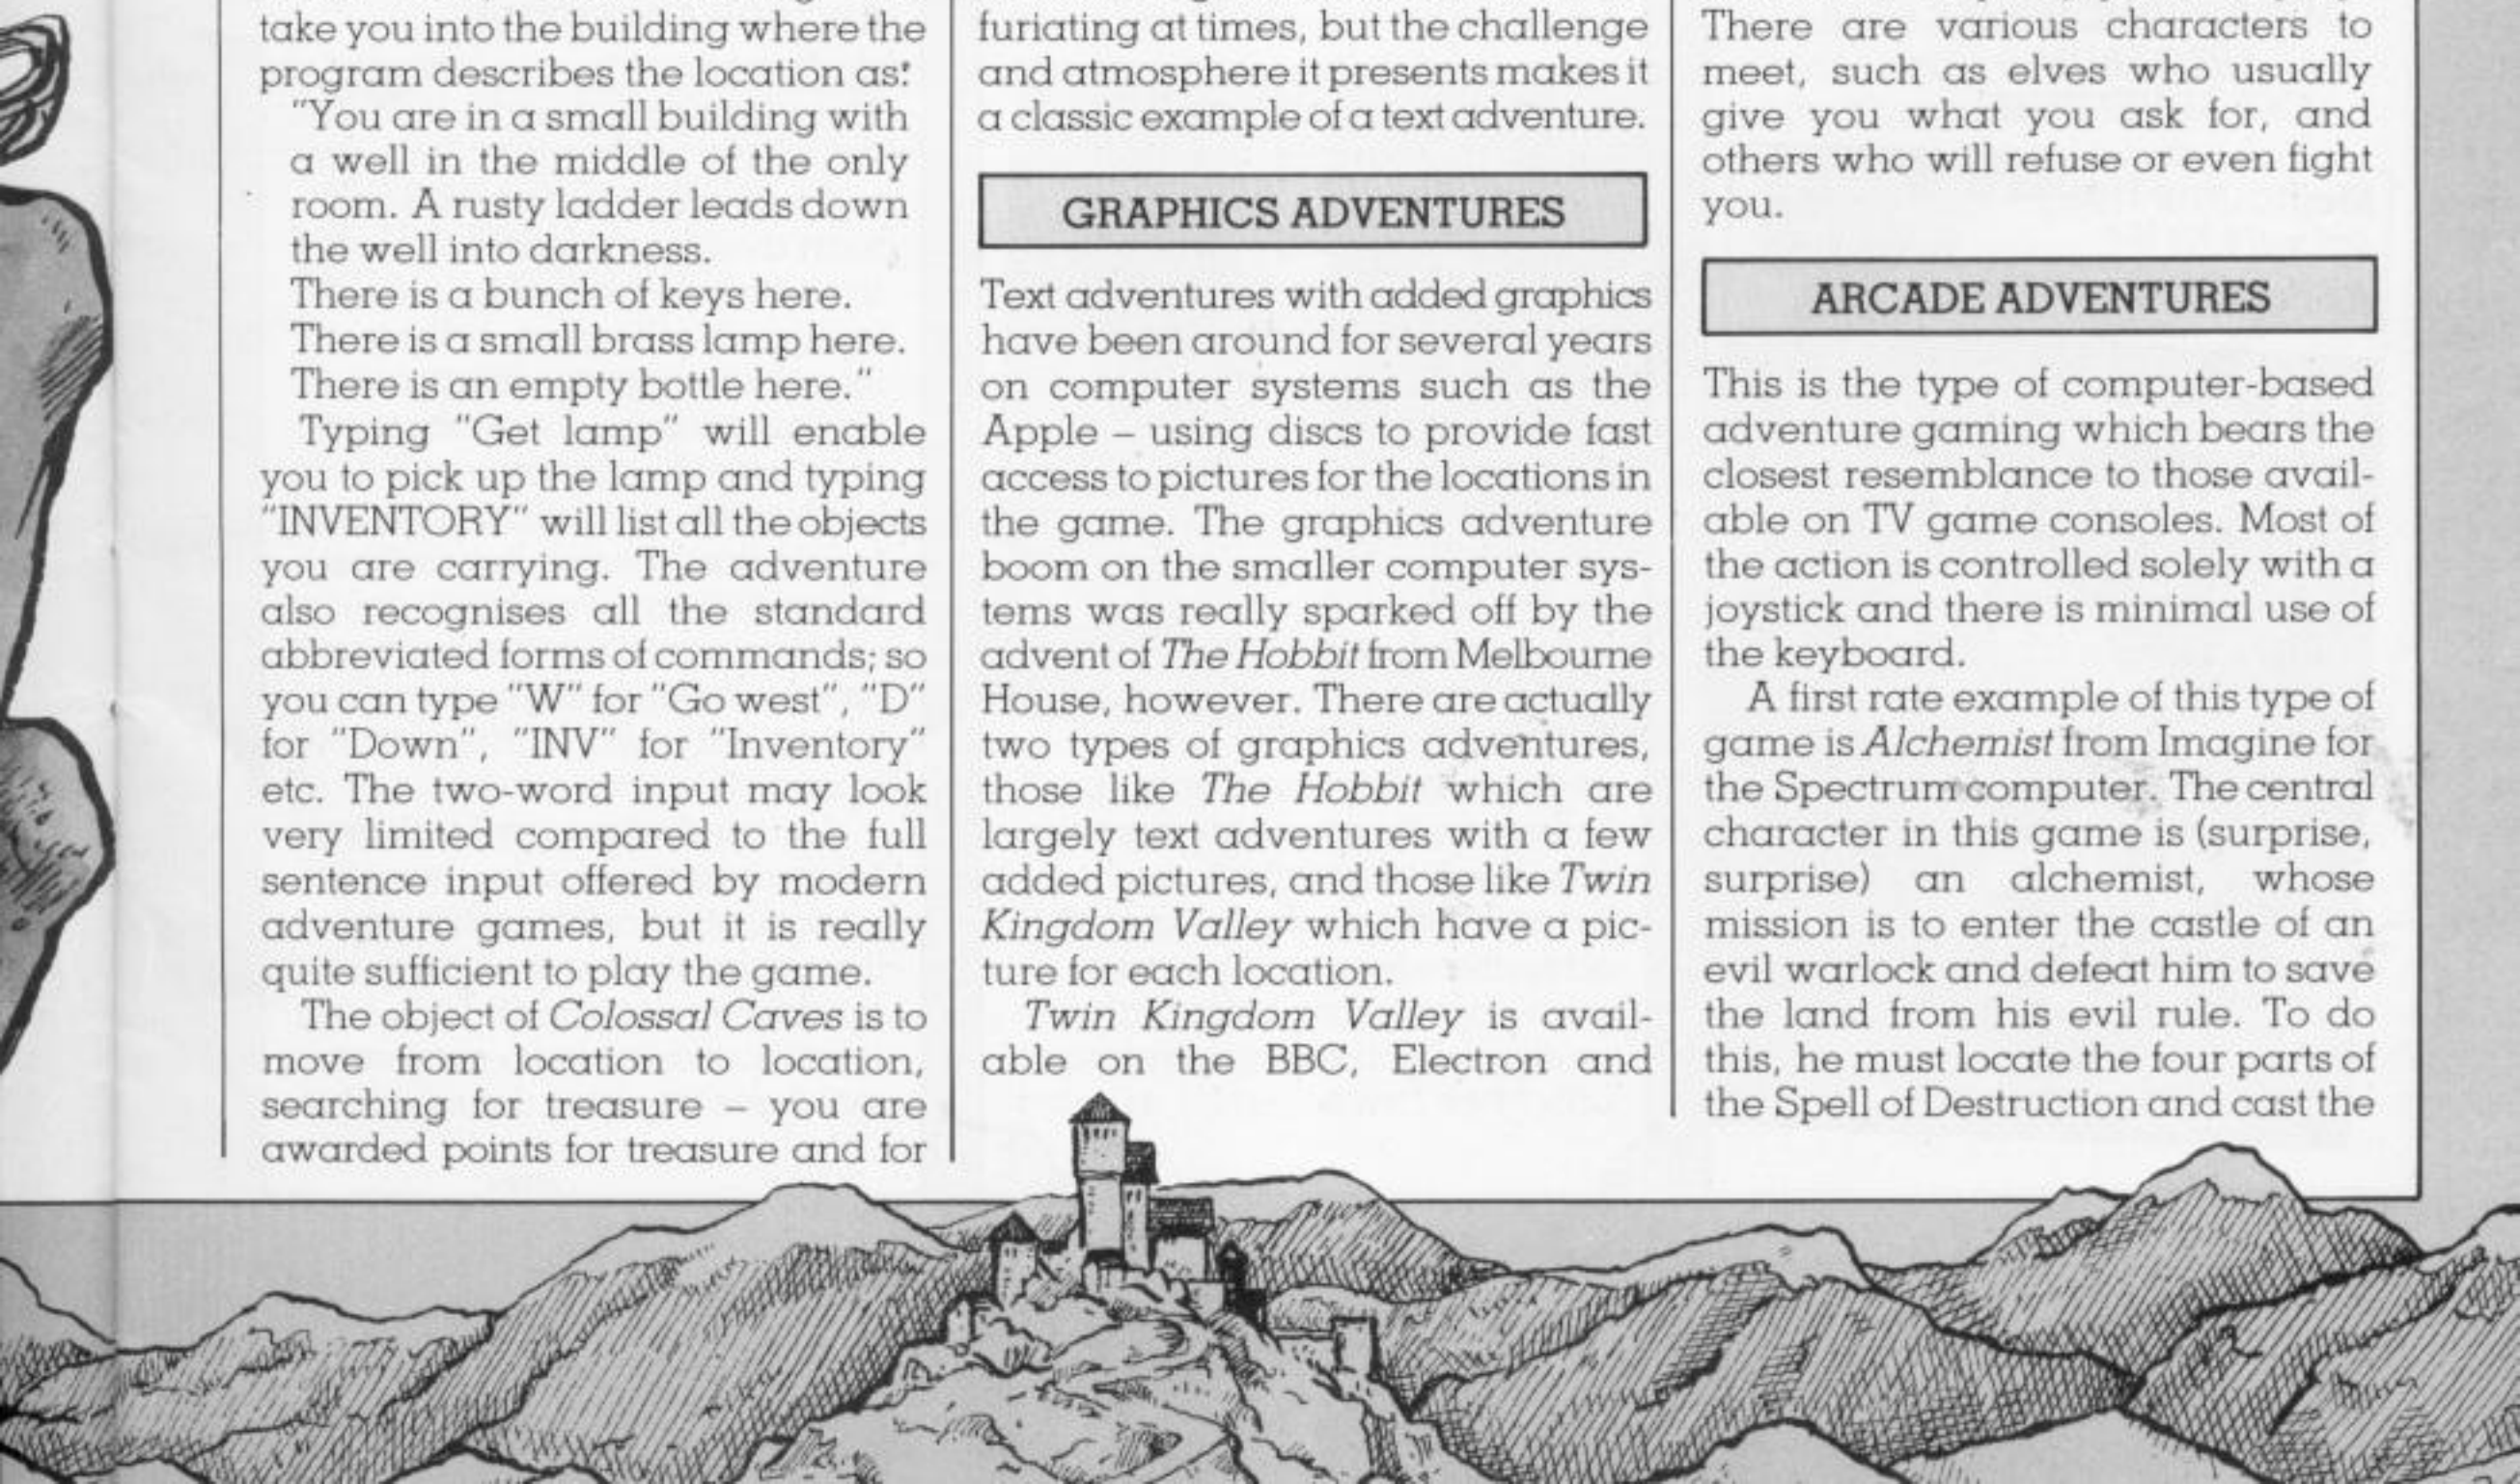 take you into the building where the
program describes the location as:
"You are in a small building with
a well in the middle of the only
room. A rusty ladder leads down
the well into darkness.
There is a bunch of keys here.
There is a small brass lamp here.
There is an empty bottle here."
Typing "Get lamp" will enable
you to pick up the lamp and typing
"INVENTORY" will list all the objects
you are carrying. The adventure
also recognises all the standard
abbreviated forms of commands; so
you can type "W" for "Go west", "D"
for "Down", "INV" for "Inventory"
etc. The two-word input may look
very limited compared to the full
sentence input offered by modern
adventure games, but it is really
quite sufficient to play the game.
The object of Colossal Caves is to
move from location to location,
searching for treasure – you are
awarded points for treasure and for
furiating at times, but the challenge
and atmosphere it presents makes it
a classic example of a text adventure.
GRAPHICS ADVENTURES
Text adventures with added graphics
have been around for several years
on computer systems such as the
Apple – using discs to provide fast
access to pictures for the locations in
the game. The graphics adventure
boom on the smaller computer sys-
tems was really sparked off by the
advent of The Hobbit from Melbourne
House, however. There are actually
two types of graphics adventures,
those like The Hobbit which are
largely text adventures with a few
added pictures, and those like Twin
Kingdom Valley which have a pic-
ture for each location.
Twin Kingdom Valley is avail-
able on the BBC, Electron and
There are various characters to
meet, such as elves who usually
give you what you ask for, and
others who will refuse or even fight
you.
ARCADE ADVENTURES
This is the type of computer-based
adventure gaming which bears the
closest resemblance to those avail-
able on TV game consoles. Most of
the action is controlled solely with a
joystick and there is minimal use of
the keyboard.
A first rate example of this type of
game is Alchemist from Imagine for
the Spectrum computer. The central
character in this game is (surprise,
surprise) an alchemist, whose
mission is to enter the castle of an
evil warlock and defeat him to save
the land from his evil rule. To do
this, he must locate the four parts of
the Spell of Destruction and cast the